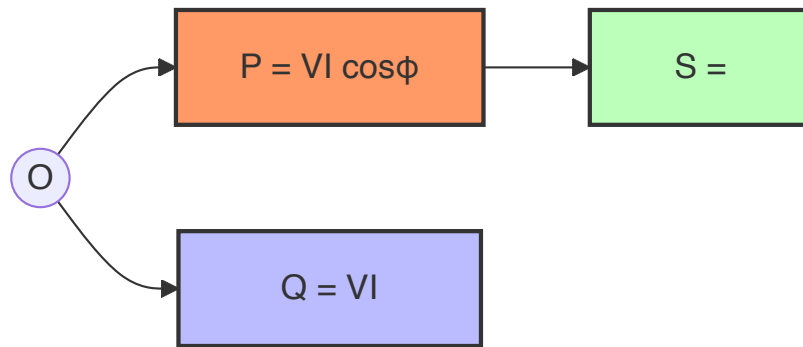 O
P = VI cosφ
S =
Q = VI